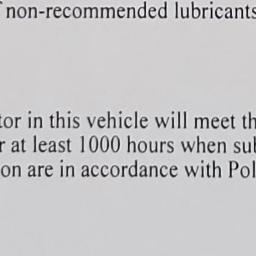 non-recommended lubricants
tor in this vehicle will meet th
r at least 1000 hours when sub
on are in accordance with Pol